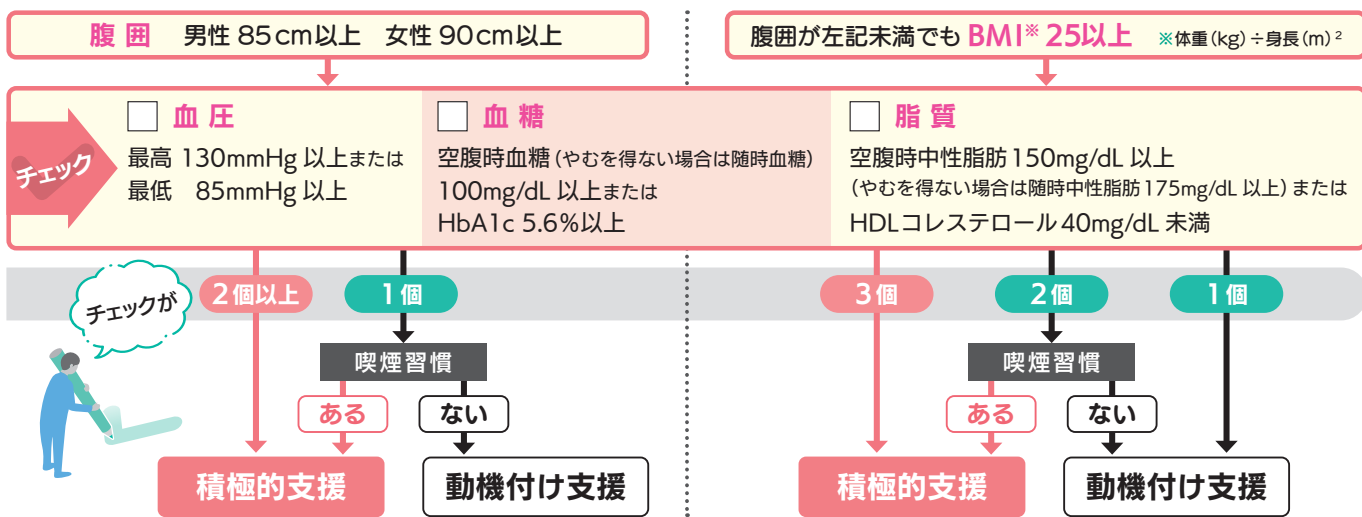 腹囲 男性 85cm以上 女性 90cm以上
腹囲が左記未満でも BMI※ 25以上 ※体重(kg)÷身長(m)²
チェック
血圧
最高 130mmHg 以上または
最低 85mmHg 以上
血糖
空腹時血糖(やむを得ない場合は随時血糖)
100mg/dL 以上または
HbA1c 5.6%以上
脂質
空腹時中性脂肪 150mg/dL 以上
(やむを得ない場合は随時中性脂肪 175mg/dL 以上)または
HDLコレステロール 40mg/dL 未満
チェックが
2個以上
1個
喫煙習慣
ある
ない
積極的支援
動機付け支援
3個
2個
1個
喫煙習慣
ある
ない
積極的支援
動機付け支援